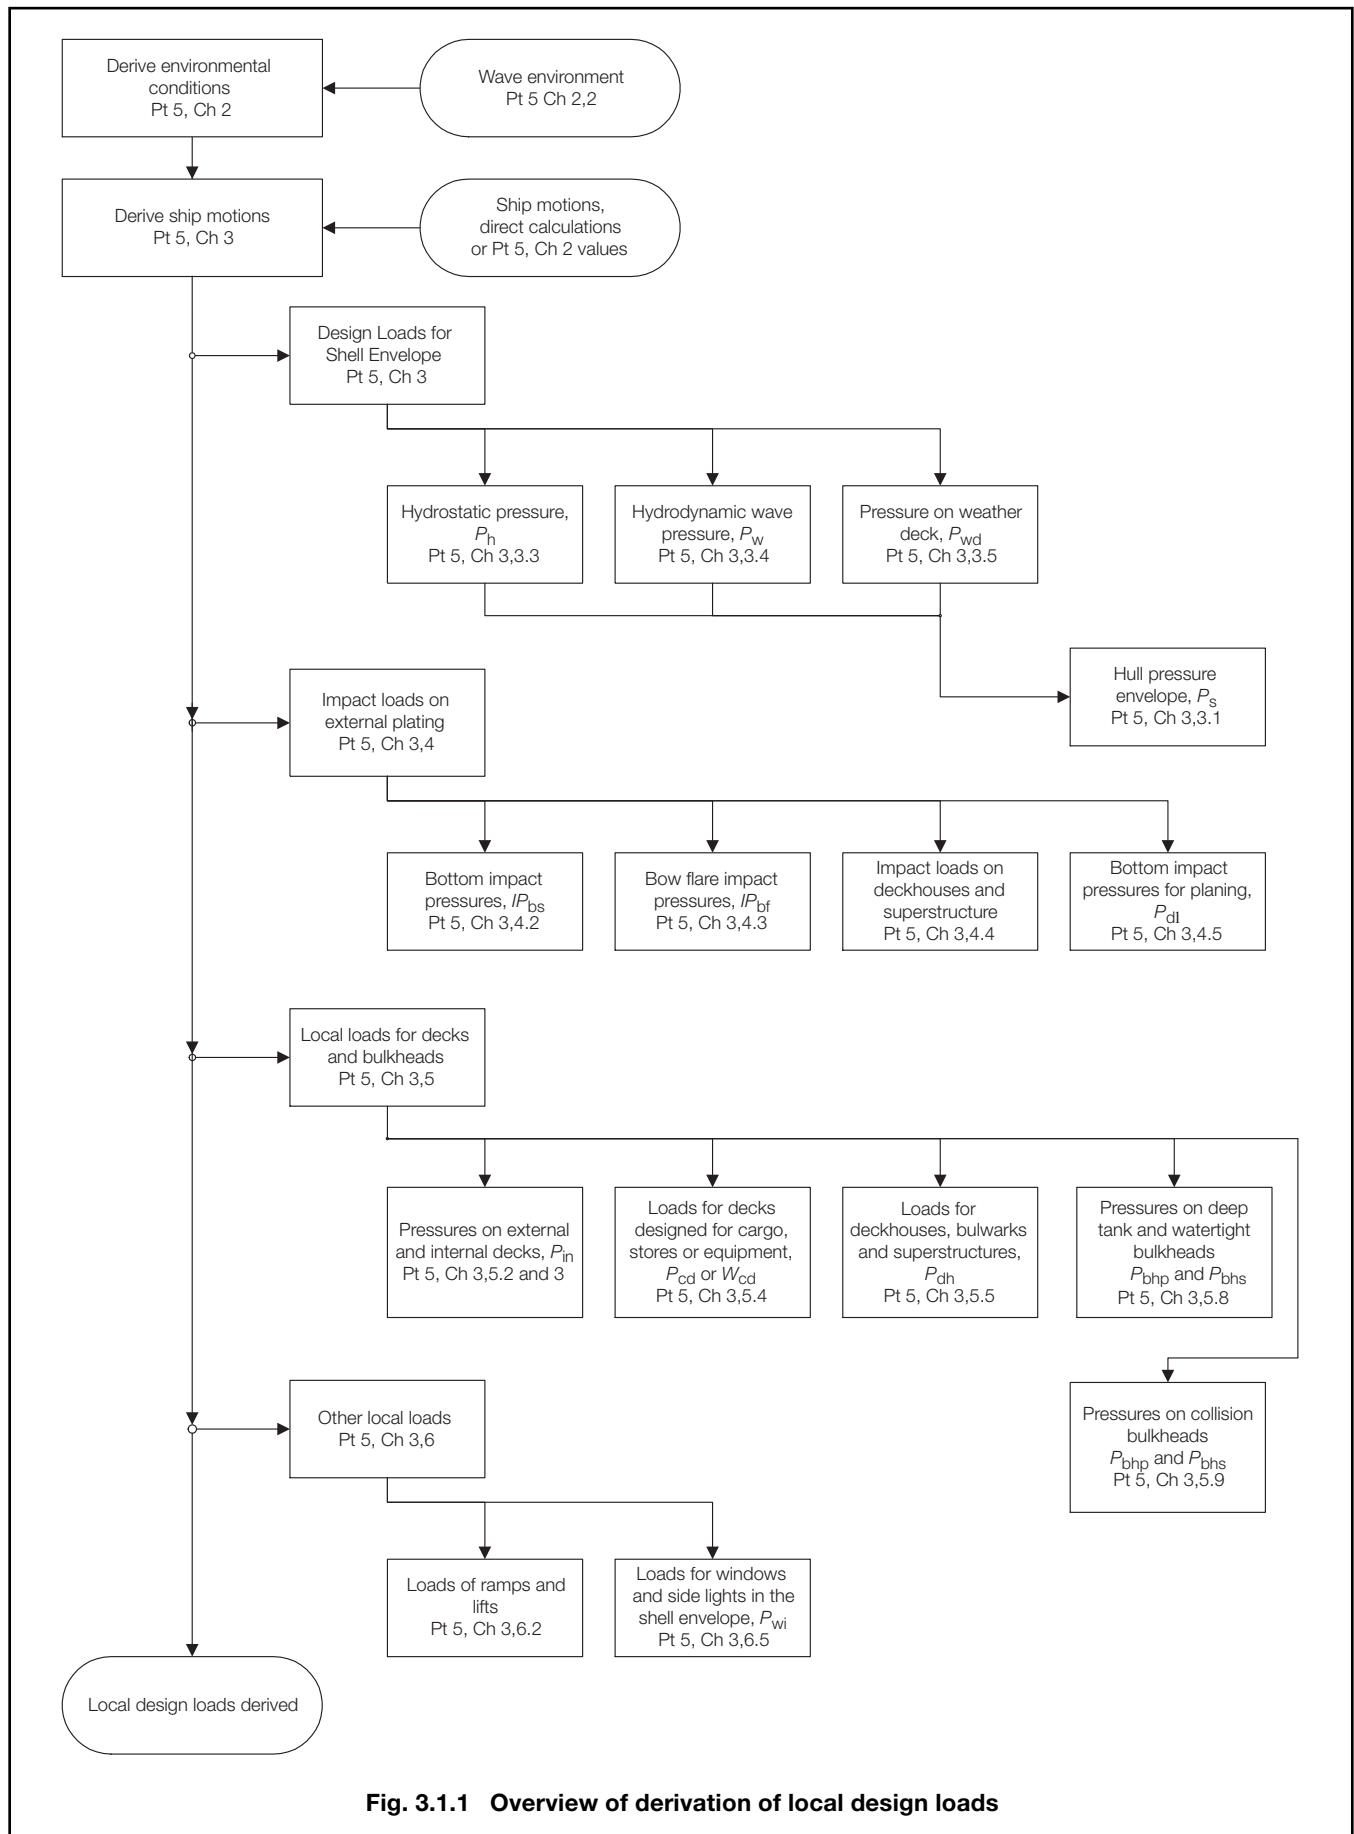 Derive environmental
conditions
Pt 5, Ch 2
Wave environment
Pt 5 Ch 2,2
Derive ship motions
Pt 5, Ch 3
Ship motions,
direct calculations
or Pt 5, Ch 2 values
Design Loads for
Shell Envelope
Pt 5, Ch 3
Hydrostatic pressure,
Ph
Pt 5, Ch 3,3.3
Hydrodynamic wave
pressure, Pw
Pt 5, Ch 3,3.4
Pressure on weather
deck, Pwd
Pt 5, Ch 3,3.5
Hull pressure
envelope, Ps
Pt 5, Ch 3,3.1
Impact loads on
external plating
Pt 5, Ch 3,4
Bottom impact
pressures, IPbs
Pt 5, Ch 3,4.2
Bow flare impact
pressures, IPbf
Pt 5, Ch 3,4.3
Impact loads on
deckhouses and
superstructure
Pt 5, Ch 3,4.4
Bottom impact
pressures for planing,
Pdl
Pt 5, Ch 3,4.5
Local loads for decks
and bulkheads
Pt 5, Ch 3,5
Pressures on external
and internal decks, Pin
Pt 5, Ch 3,5.2 and 3
Loads for decks
designed for cargo,
stores or equipment,
Pcd or Wcd
Pt 5, Ch 3,5.4
Loads for
deckhouses, bulwarks
and superstructures,
Pdh
Pt 5, Ch 3,5.5
Pressures on deep
tank and watertight
bulkheads
Pbhp and Pbhs
Pt 5, Ch 3,5.8
Pressures on collision
bulkheads
Pbhp and Pbhs
Pt 5, Ch 3,5.9
Other local loads
Pt 5, Ch 3,6
Loads of ramps and
lifts
Pt 5, Ch 3,6.2
Loads for windows
and side lights in the
shell envelope, Pwi
Pt 5, Ch 3,6.5
Local design loads derived
Fig. 3.1.1 Overview of derivation of local design loads